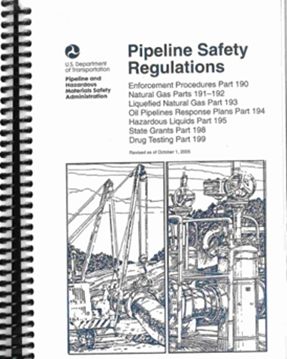 Pipeline Safety
Regulations
U.S. Department
of Transportation
Pipeline and
Hazardous
Materials Safety
Administration
Enforcement Procedures Part 190
Natural Gas Parts 191–192
Liquefied Natural Gas Part 193
Oil Pipelines Response Plans Part 194
Hazardous Liquids Part 195
State Grants Part 198
Drug Testing Part 199
Revised as of October 1, 2005